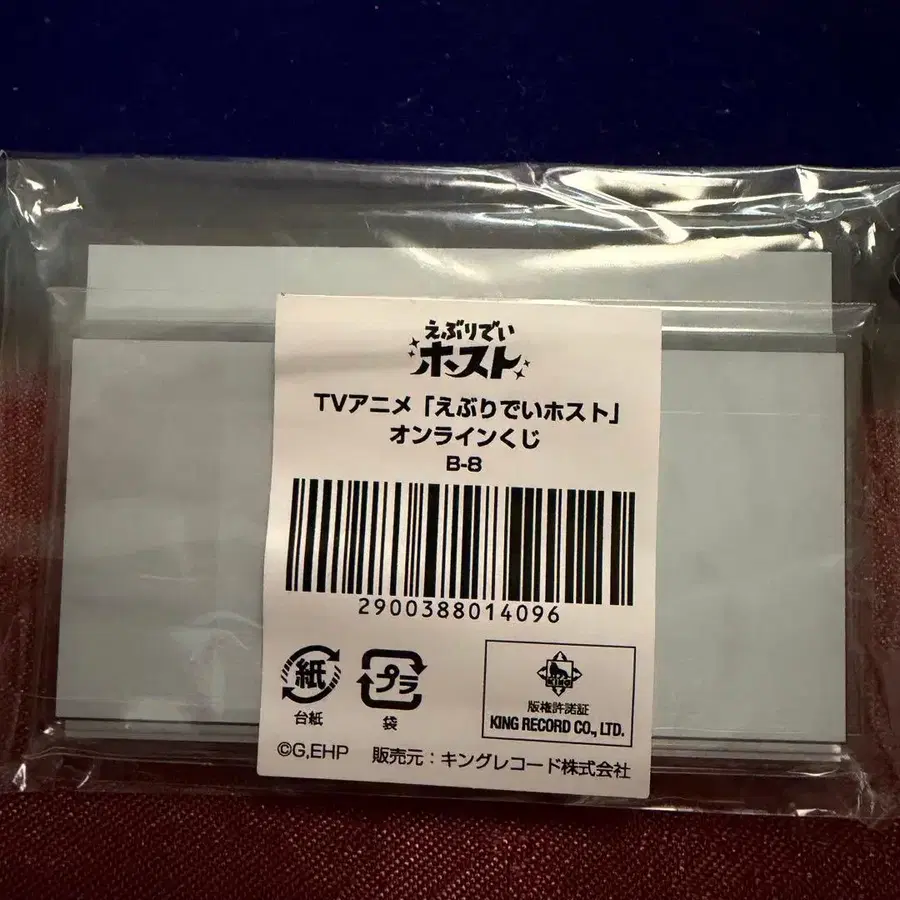 えぶりでい
ホスト
TVアニメ「えぶりでいホスト」
オンラインくじ
B-8
2900388014096
紙
プラ
台紙
袋
KING
版権許諾証
KING RECORD CO., LTD.
©G,EHP 販売元：キングレコード株式会社